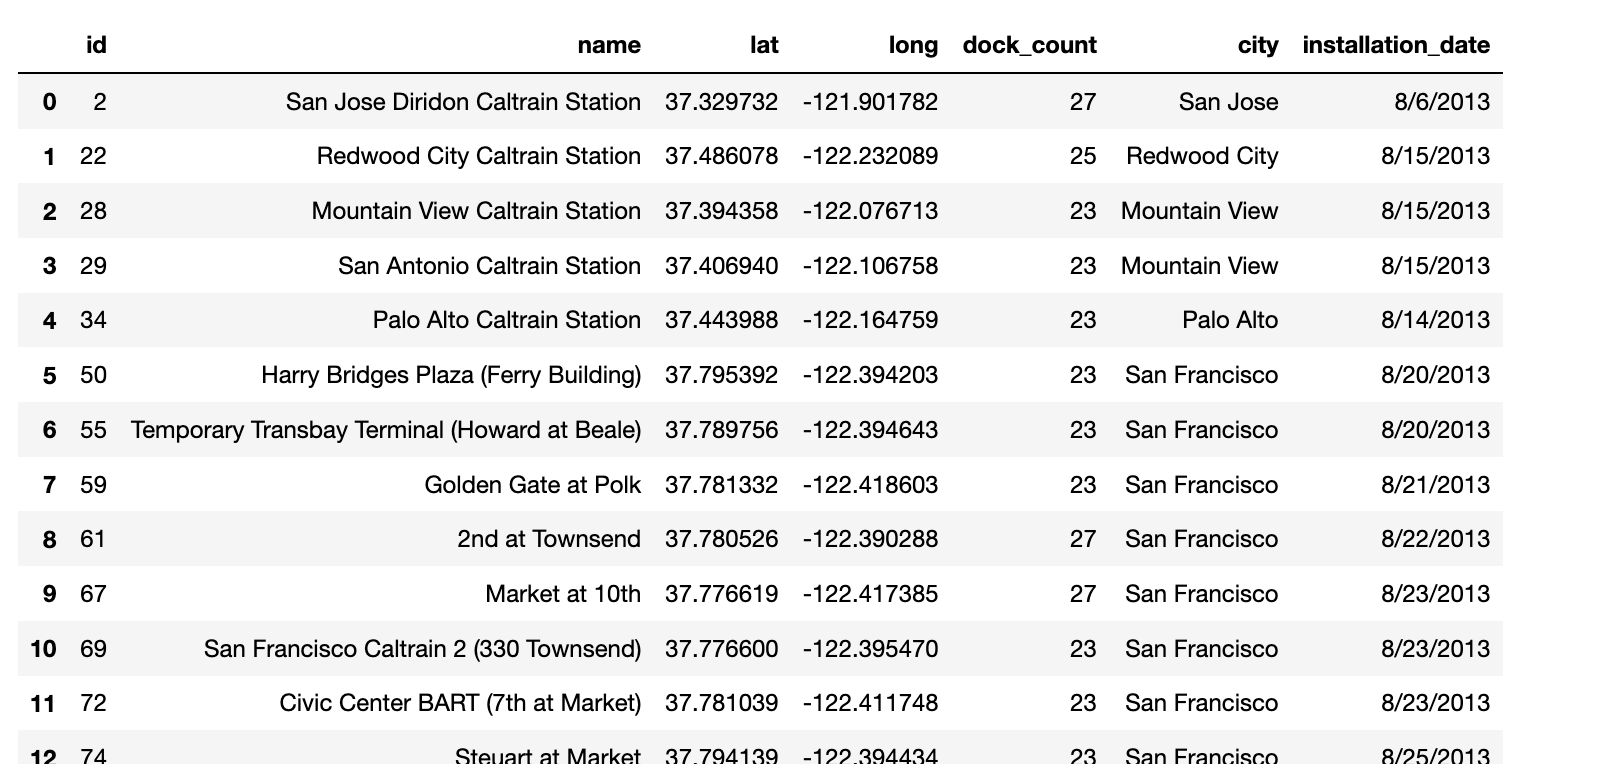 id name lat long dock_count city installation_date
0 2 San Jose Diridon Caltrain Station 37.329732 -121.901782 27 San Jose 8/6/2013
1 22 Redwood City Caltrain Station 37.486078 -122.232089 25 Redwood City 8/15/2013
2 28 Mountain View Caltrain Station 37.394358 -122.076713 23 Mountain View 8/15/2013
3 29 San Antonio Caltrain Station 37.406940 -122.106758 23 Mountain View 8/15/2013
4 34 Palo Alto Caltrain Station 37.443988 -122.164759 23 Palo Alto 8/14/2013
5 50 Harry Bridges Plaza (Ferry Building) 37.795392 -122.394203 23 San Francisco 8/20/2013
6 55 Temporary Transbay Terminal (Howard at Beale) 37.789756 -122.394643 23 San Francisco 8/20/2013
7 59 Golden Gate at Polk 37.781332 -122.418603 23 San Francisco 8/21/2013
8 61 2nd at Townsend 37.780526 -122.390288 27 San Francisco 8/22/2013
9 67 Market at 10th 37.776619 -122.417385 27 San Francisco 8/23/2013
10 69 San Francisco Caltrain 2 (330 Townsend) 37.776600 -122.395470 23 San Francisco 8/23/2013
11 72 Civic Center BART (7th at Market) 37.781039 -122.411748 23 San Francisco 8/23/2013
12 74 Steuart at Market 37.794139 -122.394434 23 San Francisco 8/25/2013